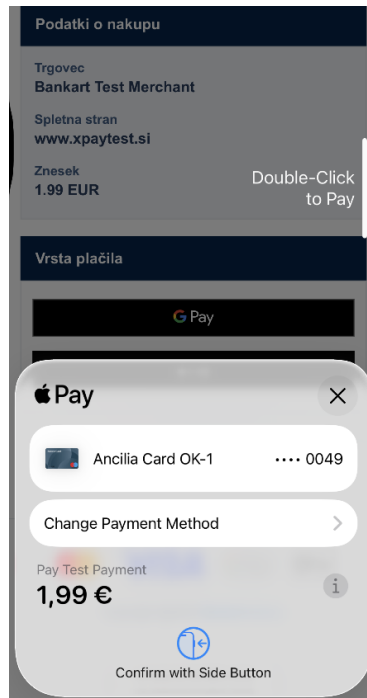 Podatki o nakupu
Trgovec
Bankart Test Merchant
Spletna stran
www.xpaytest.si
Znesek
1.99 EUR
Double-Click
to Pay
Vrsta plačila
G Pay
Pay
Ancilia Card OK-1 •••• 0049
Change Payment Method
Pay Test Payment
1,99 €
Confirm with Side Button